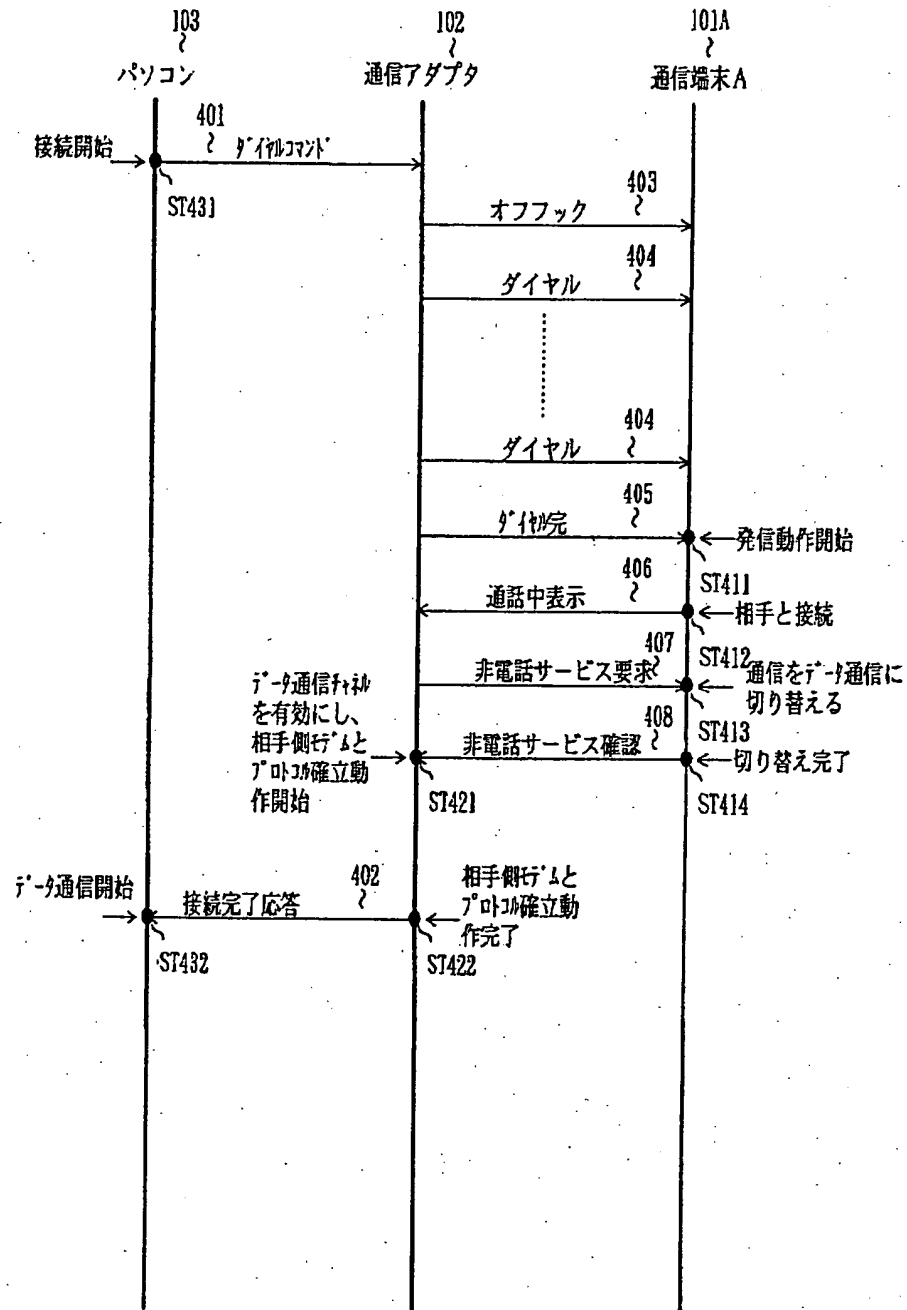 103
102
101A
パソコン
通信アダプタ
通信端末A
401
接続開始
ダイヤルコマンド
ST431
403
オフフック
404
ダイヤル
404
ダイヤル
405
ダイヤル完
発信動作開始
ST411
406
通話中表示
相手と接続
ST412
407
非電話サービス要求
通信をデータ通信に
切り替える
ST413
データ通信チャネル
を有効にし、
相手側モデムと
プロトコル確立動
作開始
408
非電話サービス確認
切り替え完了
ST421
ST414
データ通信開始
402
接続完了応答
相手側モデムと
プロトコル確立動
作完了
ST432
ST422